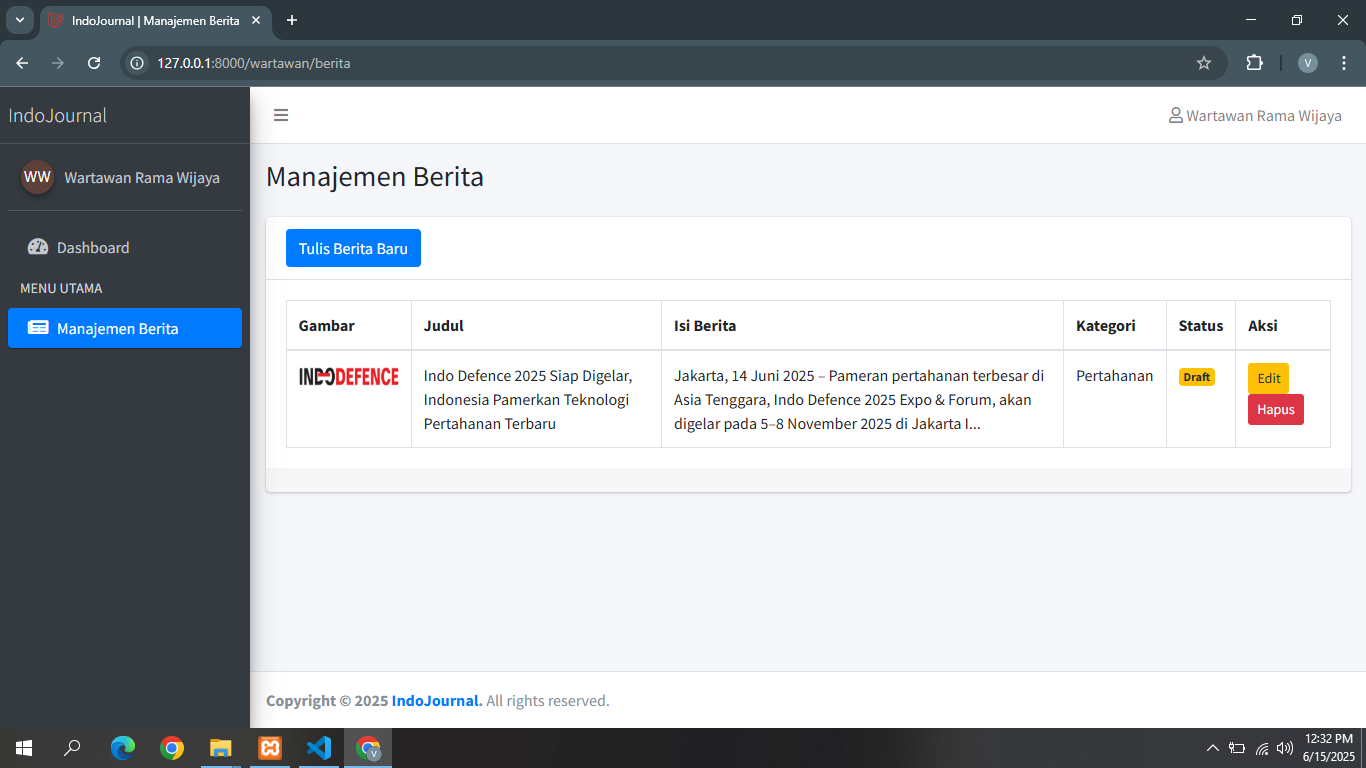 IndoJournal | Manajemen Berita
127.0.0.1:8000/wartawan/berita
V
IndoJournal
Wartawan Rama Wijaya
WW
Wartawan Rama Wijaya
Dashboard
MENU UTAMA
Manajemen Berita
Manajemen Berita
Tulis Berita Baru
Gambar Judul Isi Berita Kategori Status Aksi
INDODEFENCE
Indo Defence 2025 Siap Digelar,
Indonesia Pamerkan Teknologi
Pertahanan Terbaru
Jakarta, 14 Juni 2025 – Pameran pertahanan terbesar di
Asia Tenggara, Indo Defence 2025 Expo & Forum, akan
digelar pada 5–8 November 2025 di Jakarta I...
Pertahanan
Draft
Edit
Hapus
Copyright © 2025 IndoJournal. All rights reserved.
V
12:32 PM
6/15/2025